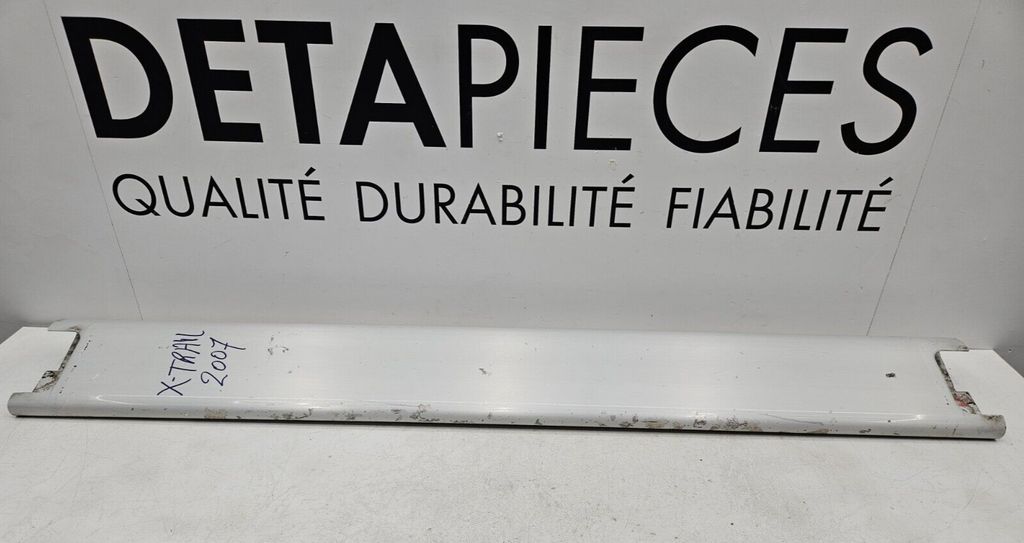 DETAPIECES
QUALITÉ DURABILITÉ FIABILITÉ
X-TRAIL
2007